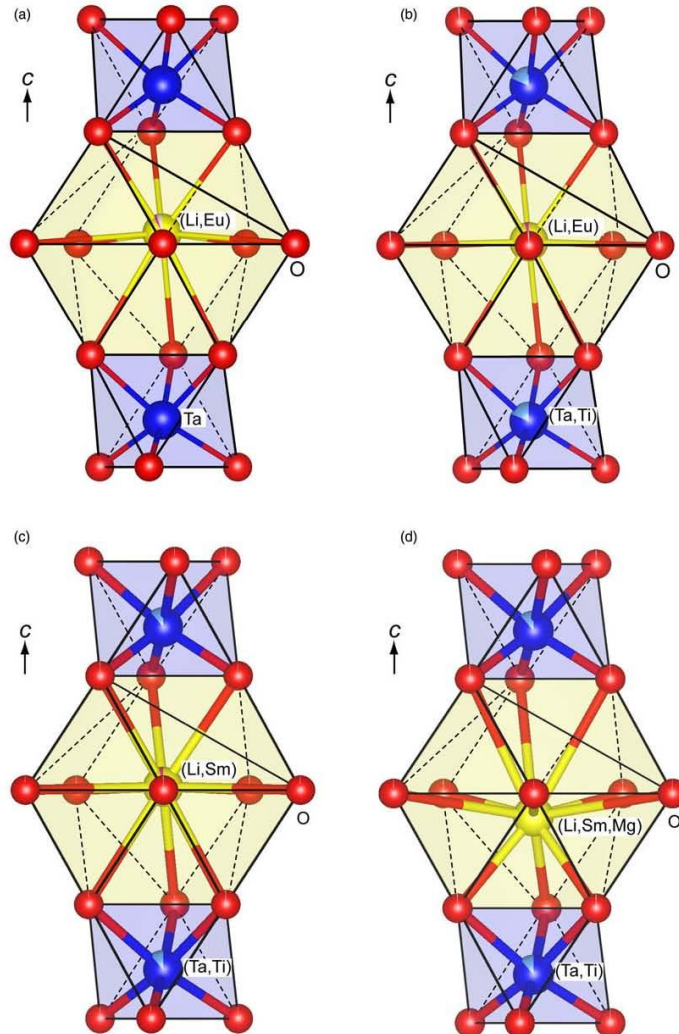 (a)
(b)
c
c
(Li,Eu)
(Li,Eu)
O
O
Ta
(Ta,Ti)
(c)
(d)
c
c
(Li,Sm)
(Li,Sm,Mg)
O
O
(Ta,Ti)
(Ta,Ti)